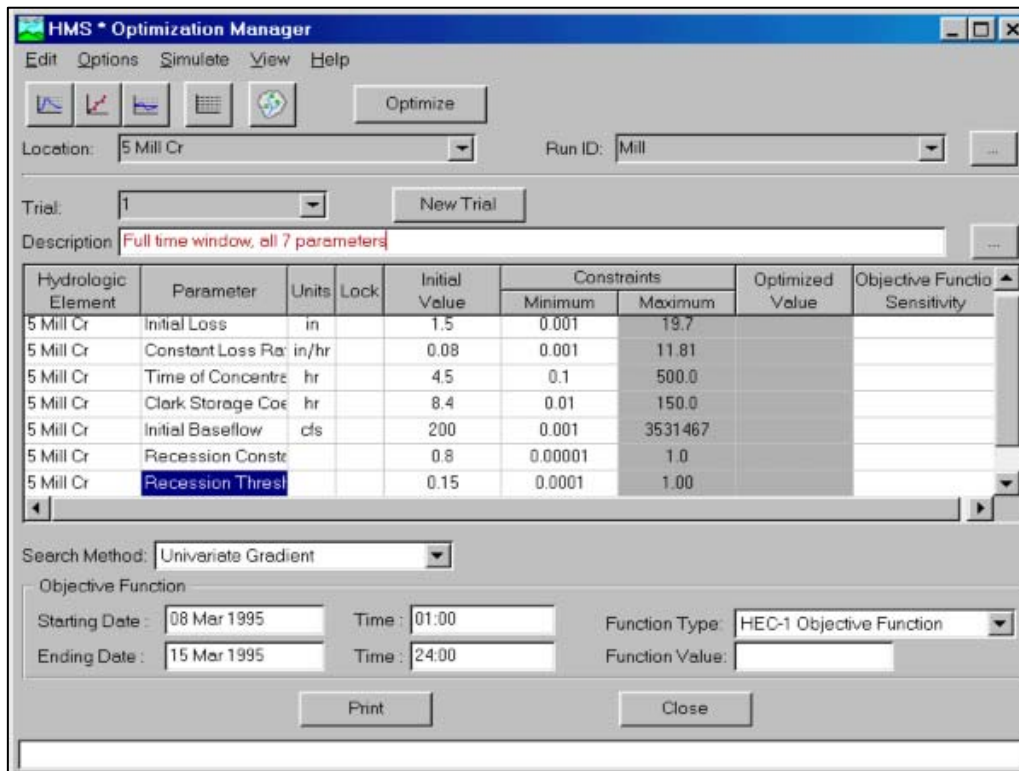 HMS * Optimization Manager
Edit Options Simulate View Help
Optimize
Location: 5 Mill Cr Run ID: Mill ...
Trial: 1 New Trial
Description Full time window, all 7 parameters ...
Hydrologic Element Parameter Units Lock Initial Value Constraints Minimum Maximum Optimized Value Objective Functio Sensitivity
5 Mill Cr Initial Loss in 1.5 0.001 19.7
5 Mill Cr Constant Loss Ra in/hr 0.08 0.001 11.81
5 Mill Cr Time of Concentra hr 4.5 0.1 500.0
5 Mill Cr Clark Storage Coe hr 8.4 0.01 150.0
5 Mill Cr Initial Baseflow cfs 200 0.001 3531467
5 Mill Cr Recession Consta 0.8 0.00001 1.0
5 Mill Cr Recession Thresh 0.15 0.0001 1.00
Search Method: Univariate Gradient
Objective Function
Starting Date : 08 Mar 1995 Time : 01:00 Function Type: HEC-1 Objective Function
Ending Date : 15 Mar 1995 Time : 24:00 Function Value:
Print Close